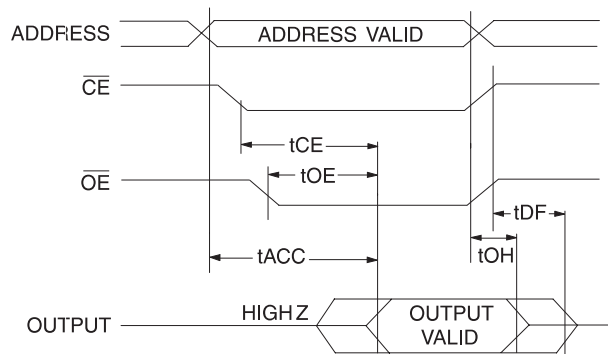 ADDRESS
ADDRESS VALID
CE
tCE
OE
tOE
tDF
tACC
tOH
OUTPUT
HIGH Z
OUTPUT
VALID